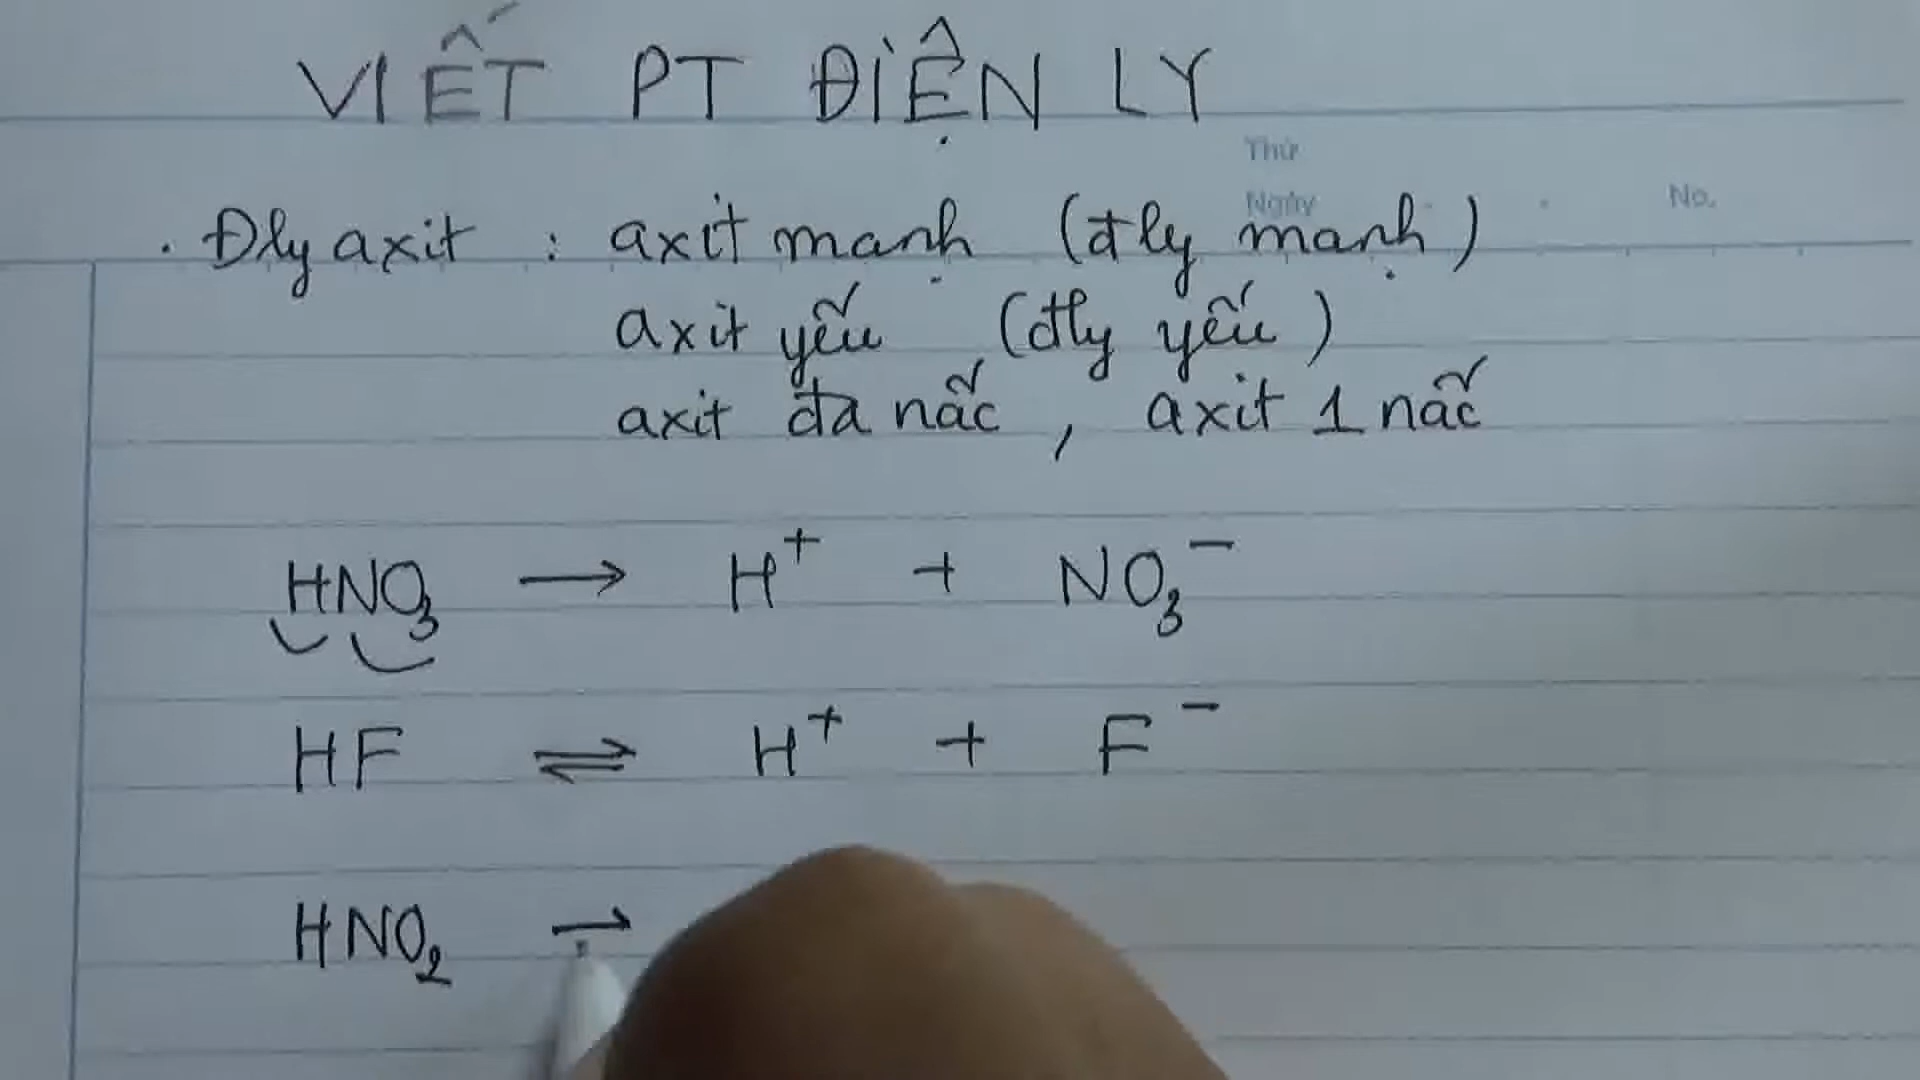 VIẾT PT ĐIỆN LY
Thứ
Ngày
No.
. Đly axit : axit mạnh (đly mạnh)
axit yếu (đly yếu)
axit đa nấc , axit 1 nấc
HNO₃ → H⁺ + NO₃⁻
HF ⇌ H⁺ + F⁻
HNO₂ →